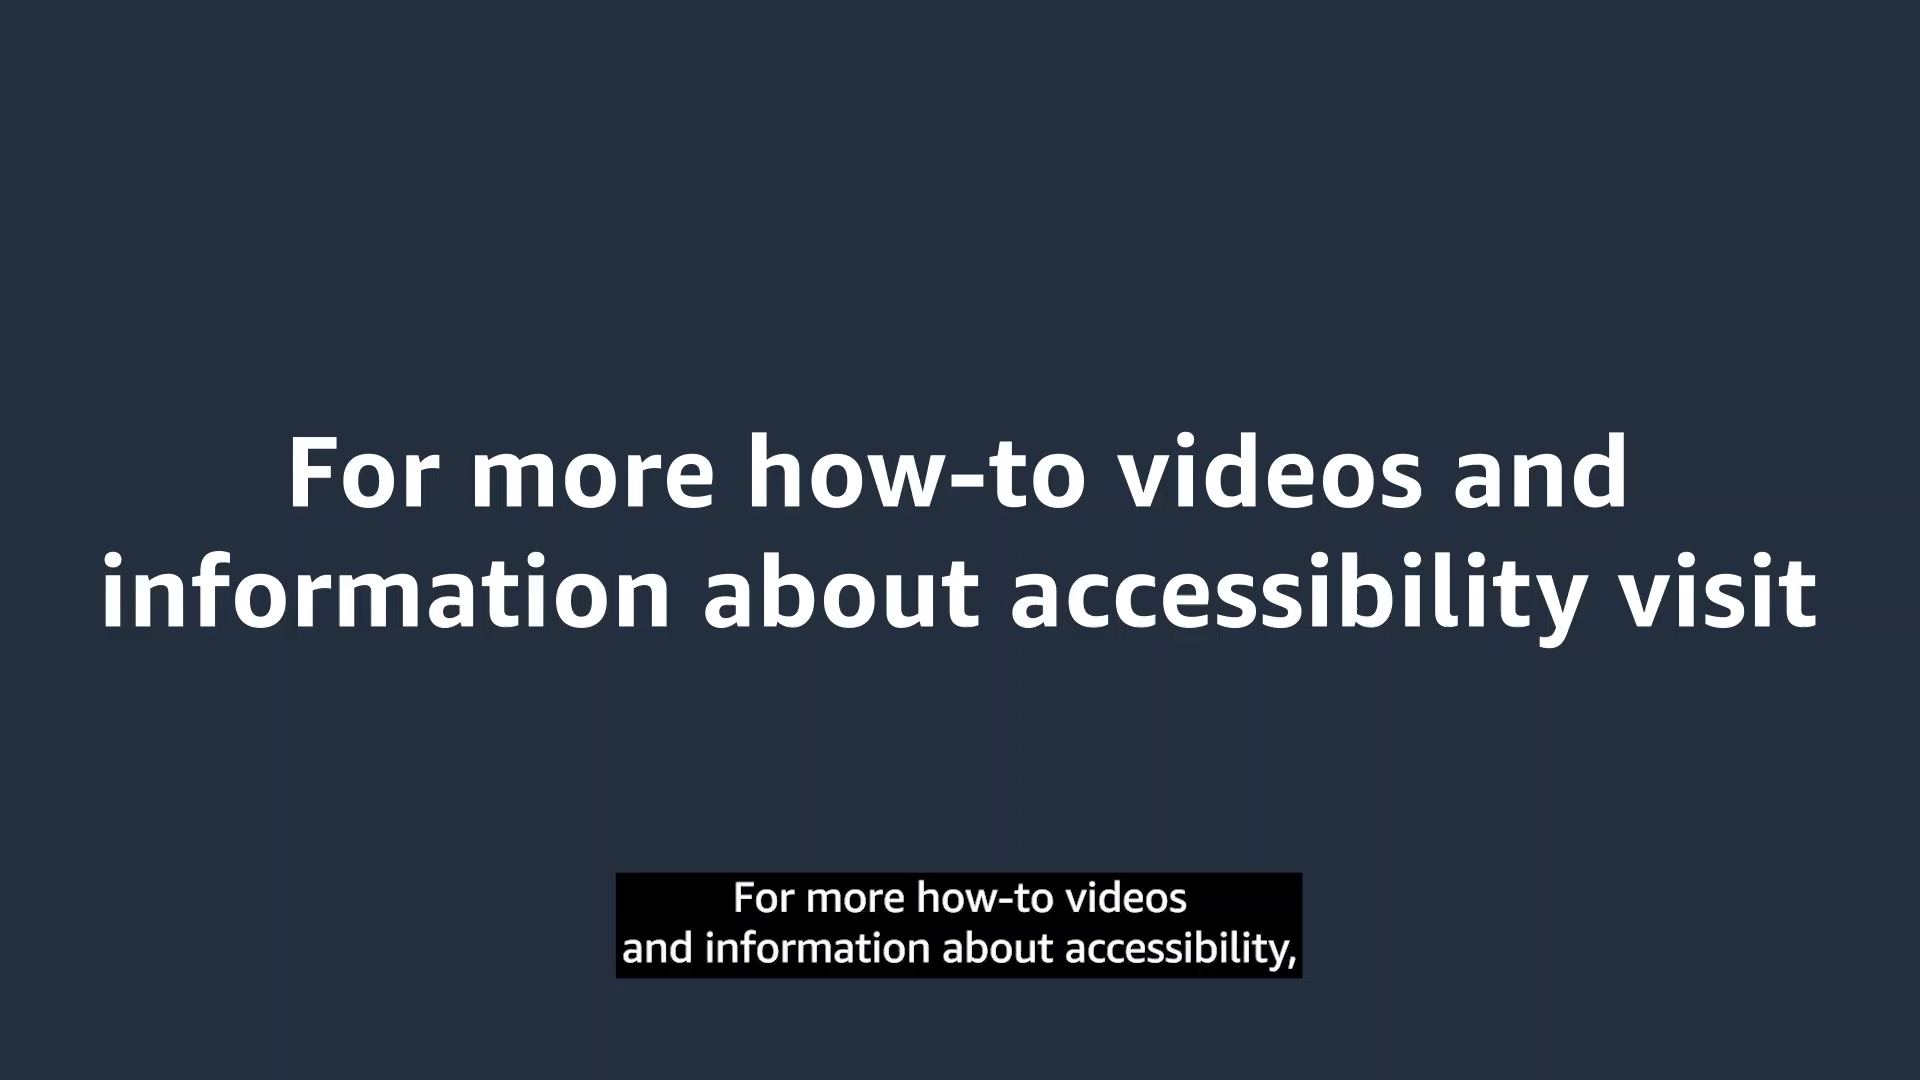 For more how-to videos and
information about accessibility visit
For more how-to videos
and information about accessibility,